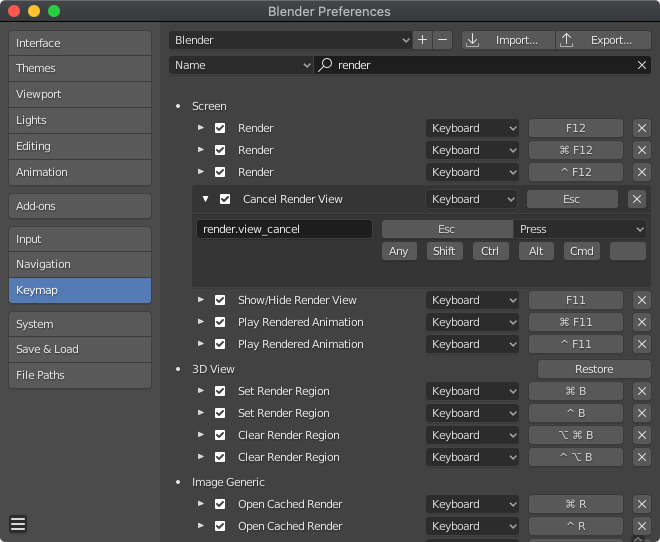 Blender Preferences
Interface
Themes
Viewport
Lights
Editing
Animation
Add-ons
Input
Navigation
Keymap
System
Save & Load
File Paths
Blender
Import...
Export...
Name
render
Screen
Render Keyboard F12
Render Keyboard ⌘ F12
Render Keyboard ^ F12
Cancel Render View Keyboard Esc
render.view_cancel Esc Press
Any Shift Ctrl Alt Cmd
Show/Hide Render View Keyboard F11
Play Rendered Animation Keyboard ⌘ F11
Play Rendered Animation Keyboard ^ F11
3D View Restore
Set Render Region Keyboard ⌘ B
Set Render Region Keyboard ^ B
Clear Render Region Keyboard ⌥ ⌘ B
Clear Render Region Keyboard ^ ⌥ B
Image Generic
Open Cached Render Keyboard ⌘ R
Open Cached Render Keyboard ^ R